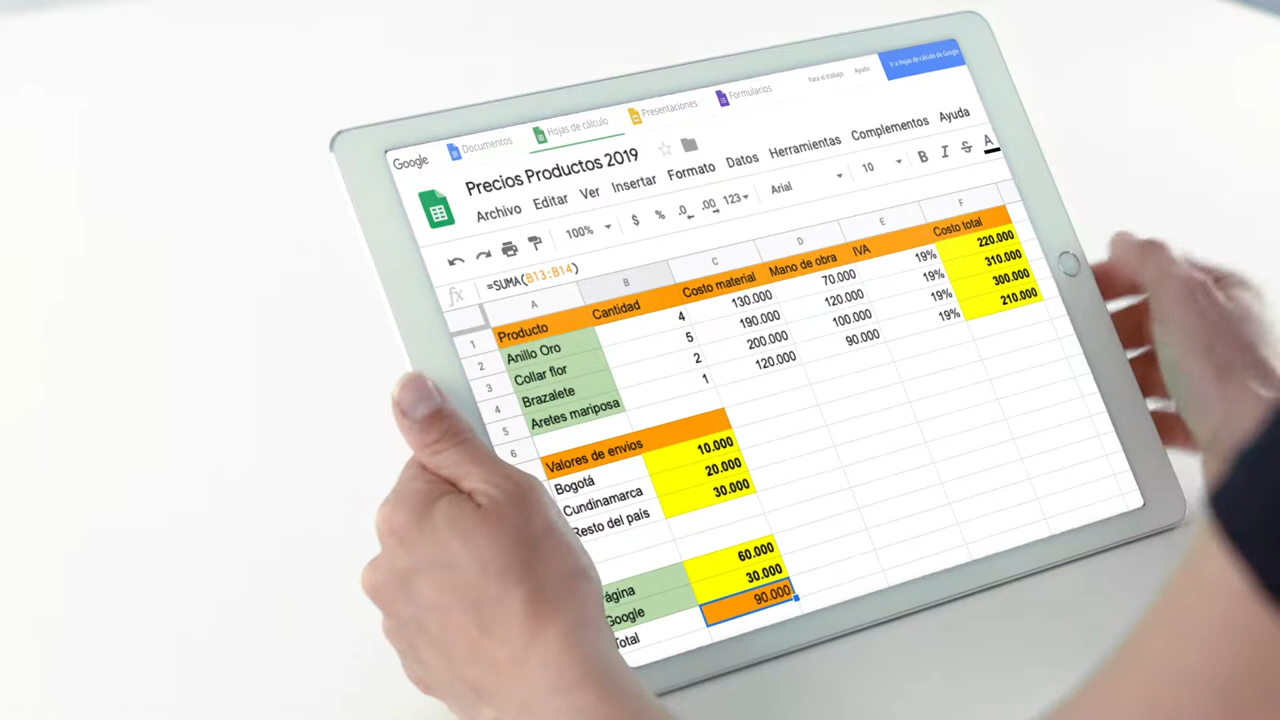 Google Documentos Hojas de cálculo Presentaciones Formularios Para el trabajo Ayuda Ir a Hojas de cálculo de Google
Precios Productos 2019
Archivo Editar Ver Insertar Formato Datos Herramientas Complementos Ayuda
100% $ % .0 .00 123 Arial 10 B I S A
fx =SUMA(B13:B14)
A B C D E F
1 Producto Cantidad Costo material Mano de obra IVA Costo total
2 Anillo Oro 4 130.000 70.000 19% 220.000
3 Collar flor 5 190.000 120.000 19% 310.000
4 Brazalete 2 200.000 100.000 19% 300.000
5 Aretes mariposa 1 120.000 90.000 19% 210.000
6
Valores de envios
Bogotá 10.000
Cundinamarca 20.000
Resto del país 30.000
ágina 60.000
Google 30.000
Total 90.000